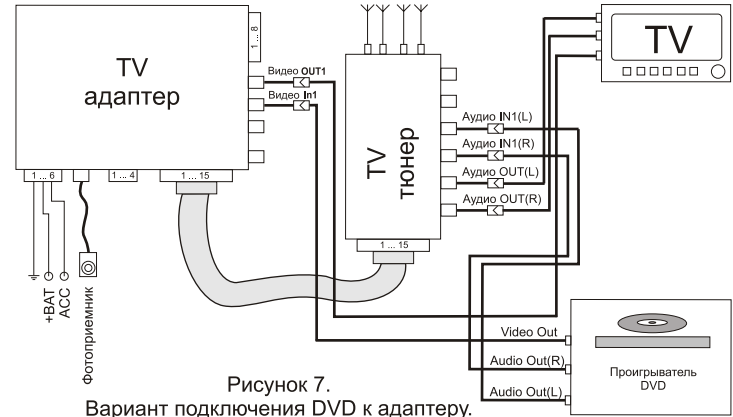 TV
адаптер
1 ... 8
Видео OUT1
Видео In1
1 ... 6
1 ... 4
1 ... 15
+BAT
ACC
Фотоприемник
TV
тюнер
Аудио IN1(L)
Аудио IN1(R)
Аудио OUT(L)
Аудио OUT(R)
1 ... 15
TV
Video Out
Audio Out(R)
Audio Out(L)
Проигрыватель
DVD
Рисунок 7.
Вариант подключения DVD к адаптеру.